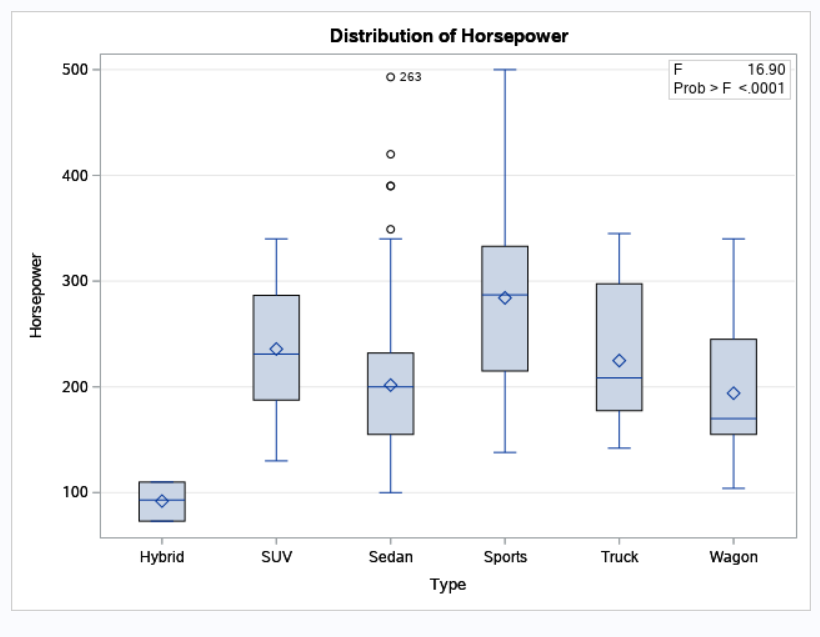 Distribution of Horsepower
F 16.90
Prob > F <.0001
500
400
300
200
100
263
Horsepower
Hybrid SUV Sedan Sports Truck Wagon
Type